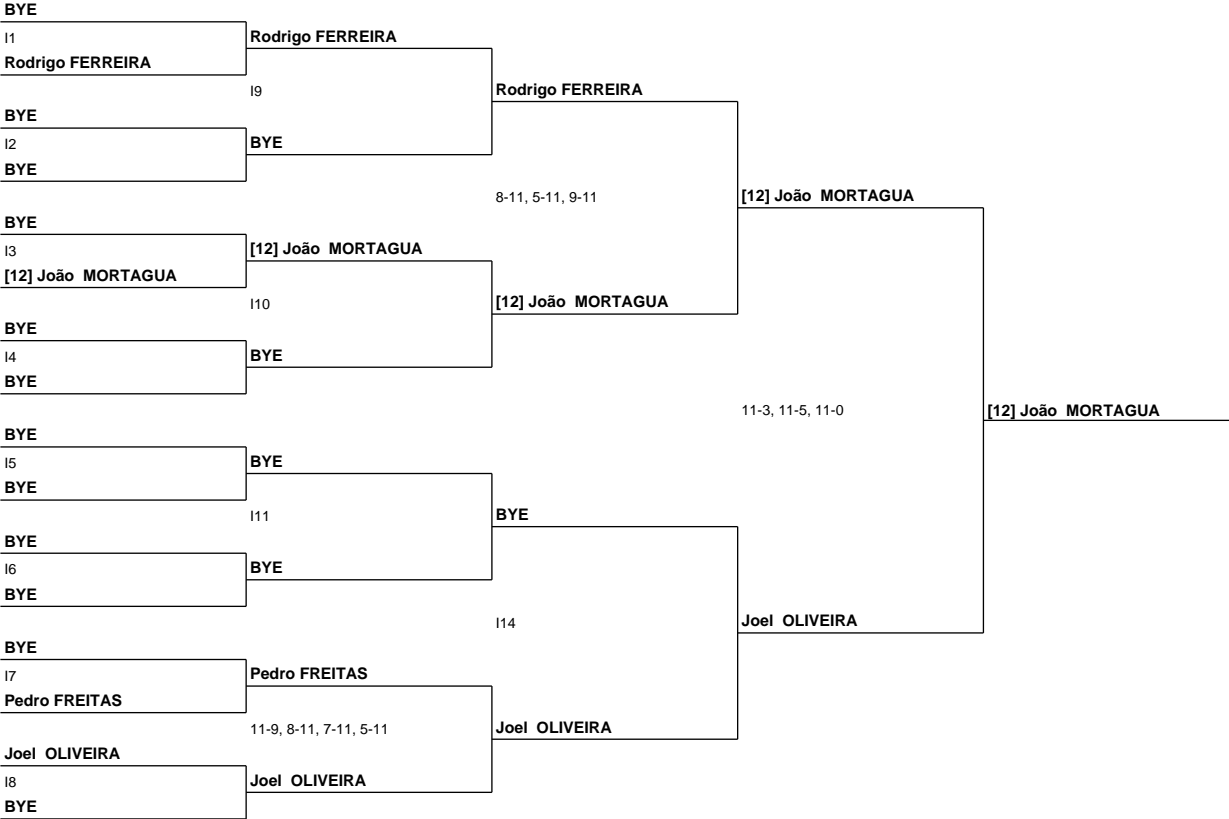 BYE
I1
Rodrigo FERREIRA
BYE
I2
BYE
BYE
I3
[12] João MORTAGUA
BYE
I4
BYE
BYE
I5
BYE
BYE
I6
BYE
BYE
I7
Pedro FREITAS
Joel OLIVEIRA
I8
BYE
Rodrigo FERREIRA
I9
BYE
[12] João MORTAGUA
I10
BYE
BYE
I11
BYE
Pedro FREITAS
11-9, 8-11, 7-11, 5-11
Joel OLIVEIRA
Rodrigo FERREIRA
8-11, 5-11, 9-11
[12] João MORTAGUA
BYE
I14
Joel OLIVEIRA
[12] João MORTAGUA
11-3, 11-5, 11-0
Joel OLIVEIRA
[12] João MORTAGUA